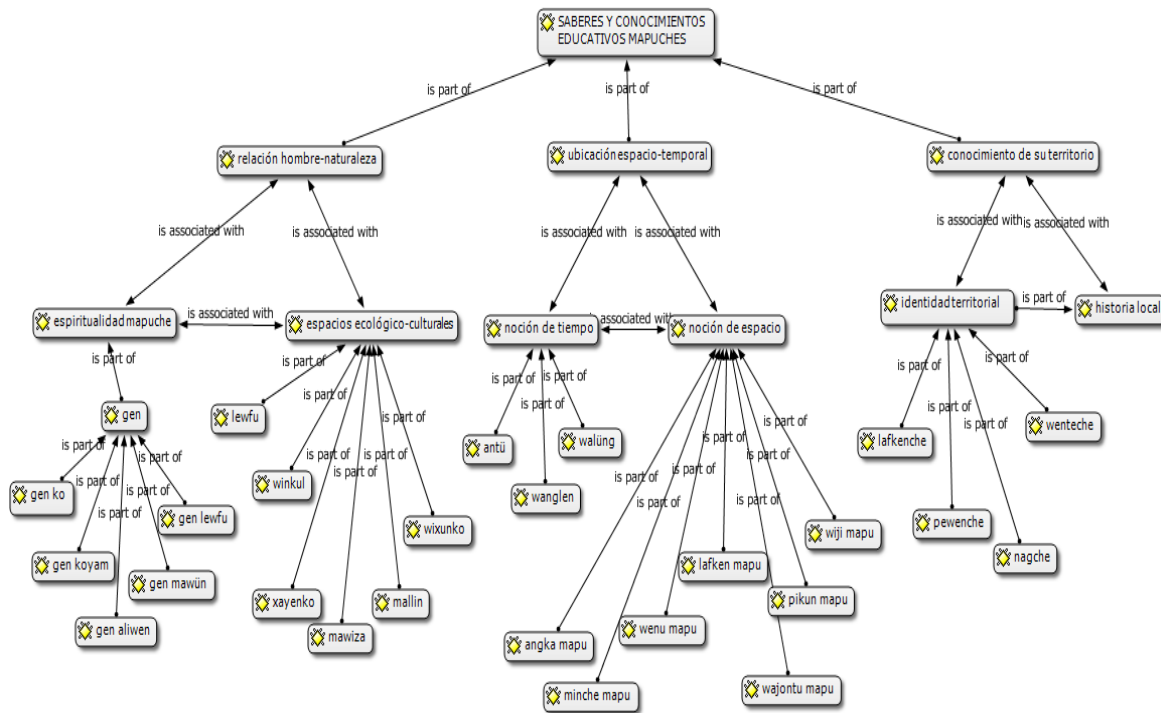 SABERES Y CONOCIMIENTOS
EDUCATIVOS MAPUCHES
is part of
is part of
is part of
relación hombre-naturaleza
ubicación espacio-temporal
conocimiento de su territorio
is associated with
is associated with
is associated with
is associated with
is associated with
is associated with
espiritualidad mapuche
is associated with
espacios ecológico-culturales
noción de tiempo
is associated with
noción de espacio
identidad territorial
is part of
historia local
is part of
gen
is part of
is part of
is part of
is part of
is part of
gen ko
gen koyam
gen aliwen
gen mawün
gen lewfu
is part of
lewfu
is part of
is part of
is part of
is part of
is part of
winkul
xayenko
mawiza
mallin
wixunko
is part of
is part of
is part of
antü
wanglen
walüng
is part of
is part of
is part of
is part of
is part of
is part of
is part of
angka mapu
minche mapu
wenu mapu
lafken mapu
wajontu mapu
pikun mapu
wiji mapu
is part of
is part of
is part of
is part of
lafkenche
pewenche
nagche
wenteche